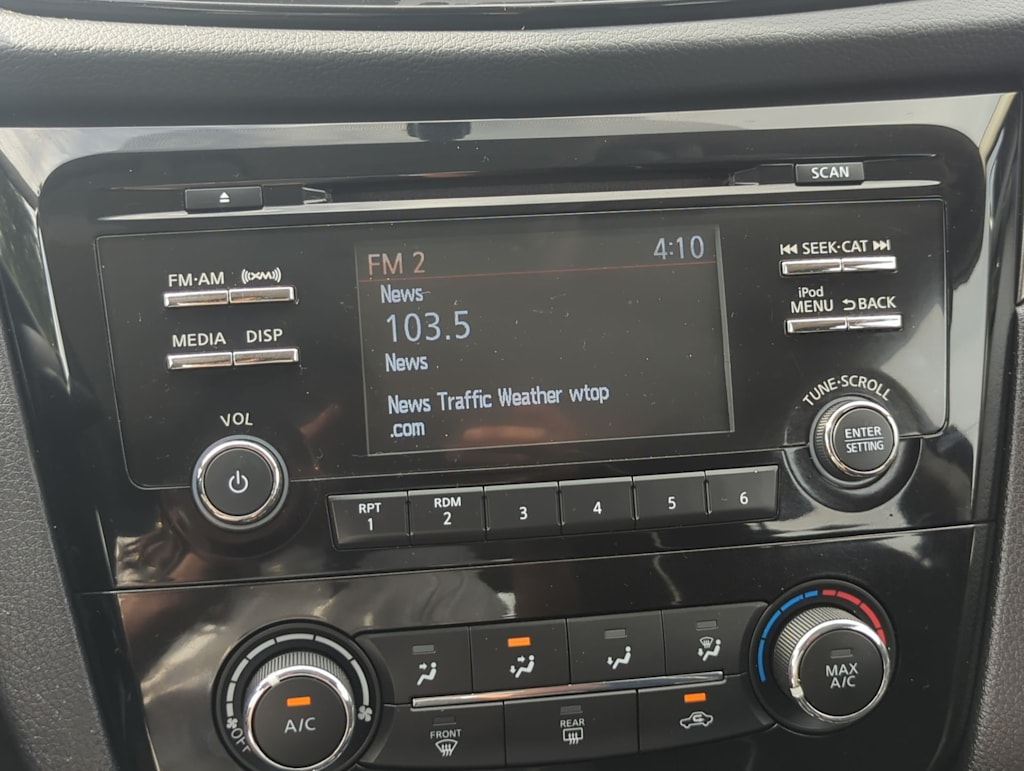 SCAN
FM·AM
((XM))
MEDIA
DISP
VOL
FM 2
4:10
News
103.5
News
News Traffic Weather wtop
.com
SEEK·CAT
iPod
MENU
BACK
TUNE·SCROLL
ENTER
SETTING
RPT
1
RDM
2
3
4
5
6
OFF
A/C
FRONT
REAR
MAX
A/C